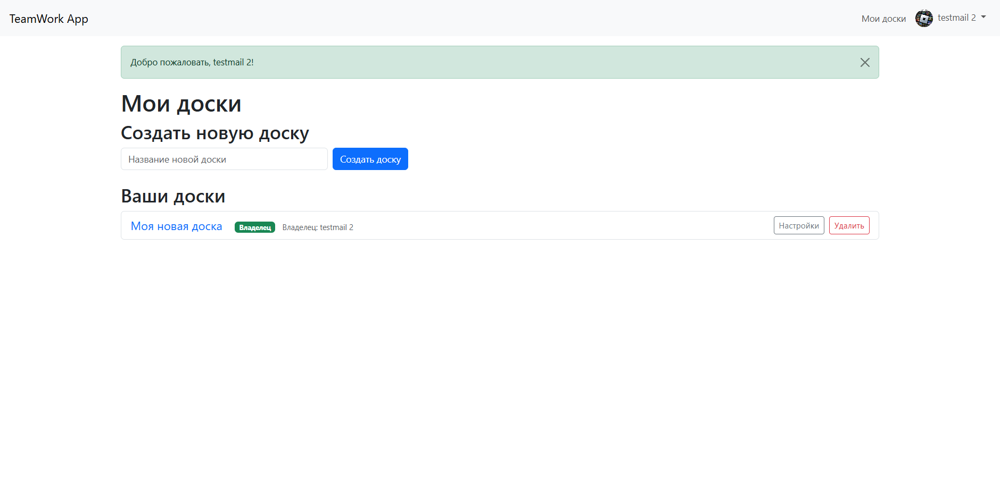 TeamWork App
Мои доски testmail 2
Добро пожаловать, testmail 2!
Мои доски
Создать новую доску
Название новой доски Создать доску
Ваши доски
Моя новая доска Владелец Владелец: testmail 2 Настройки Удалить